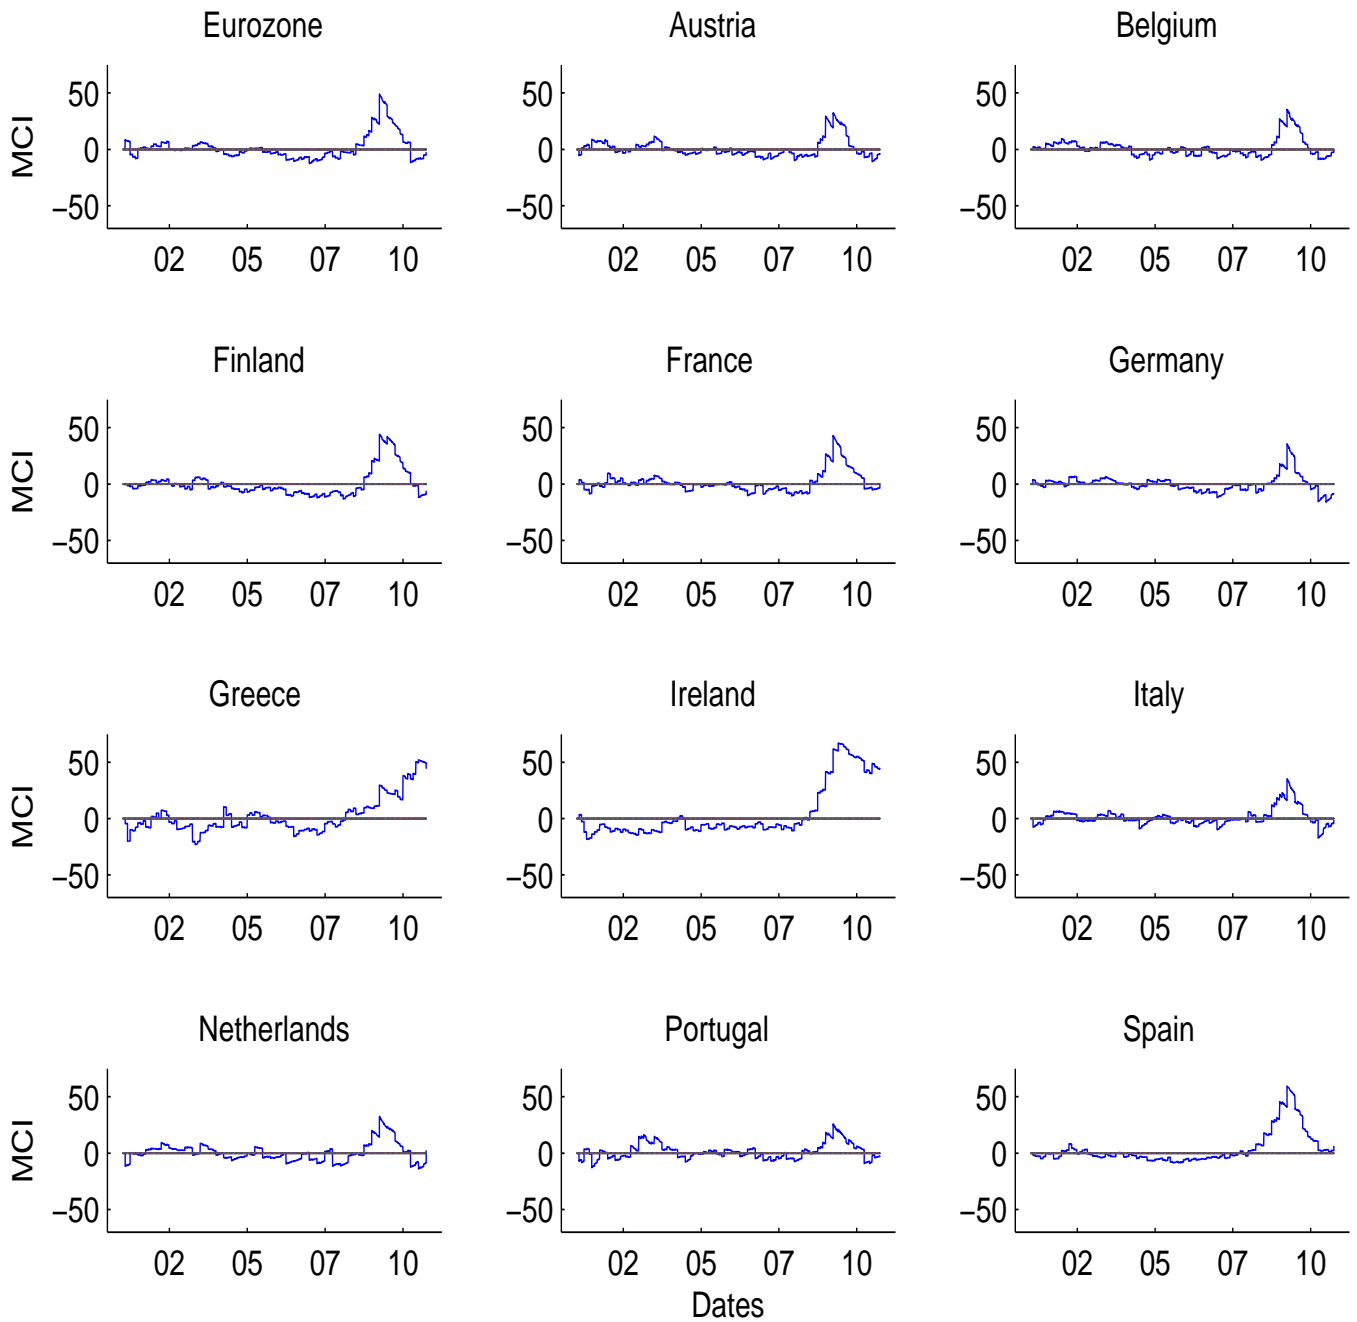 Eurozone Austria Belgium
MCI
50 50 50
0 0 0
−50 −50 −50
02 05 07 10 02 05 07 10 02 05 07 10
Finland France Germany
MCI
50 50 50
0 0 0
−50 −50 −50
02 05 07 10 02 05 07 10 02 05 07 10
Greece Ireland Italy
MCI
50 50 50
0 0 0
−50 −50 −50
02 05 07 10 02 05 07 10 02 05 07 10
Netherlands Portugal Spain
MCI
50 50 50
0 0 0
−50 −50 −50
02 05 07 10 02 05 07 10 02 05 07 10
Dates